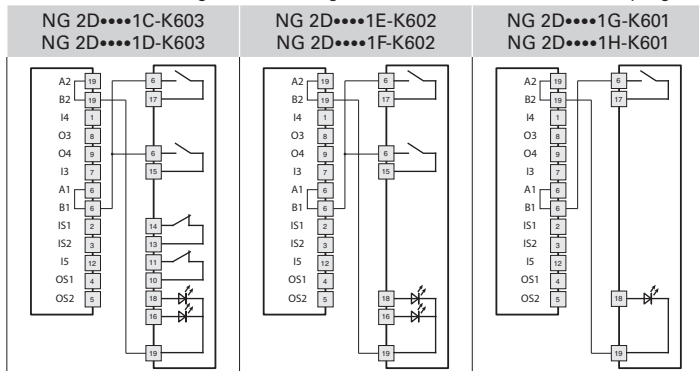 NG 2D••••1C-K603
NG 2D••••1D-K603
NG 2D••••1E-K602
NG 2D••••1F-K602
NG 2D••••1G-K601
NG 2D••••1H-K601
A2 19
B2 19
I4 1
O3 8
O4 9
I3 7
A1 6
B1 6
IS1 2
IS2 3
I5 12
OS1 4
OS2 5
6
17
6
15
14
13
11
10
18
16
19
A2 19
B2 19
I4 1
O3 8
O4 9
I3 7
A1 6
B1 6
IS1 2
IS2 3
I5 12
OS1 4
OS2 5
6
17
6
15
18
16
19
A2 19
B2 19
I4 1
O3 8
O4 9
I3 7
A1 6
B1 6
IS1 2
IS2 3
I5 12
OS1 4
OS2 5
6
17
18
19